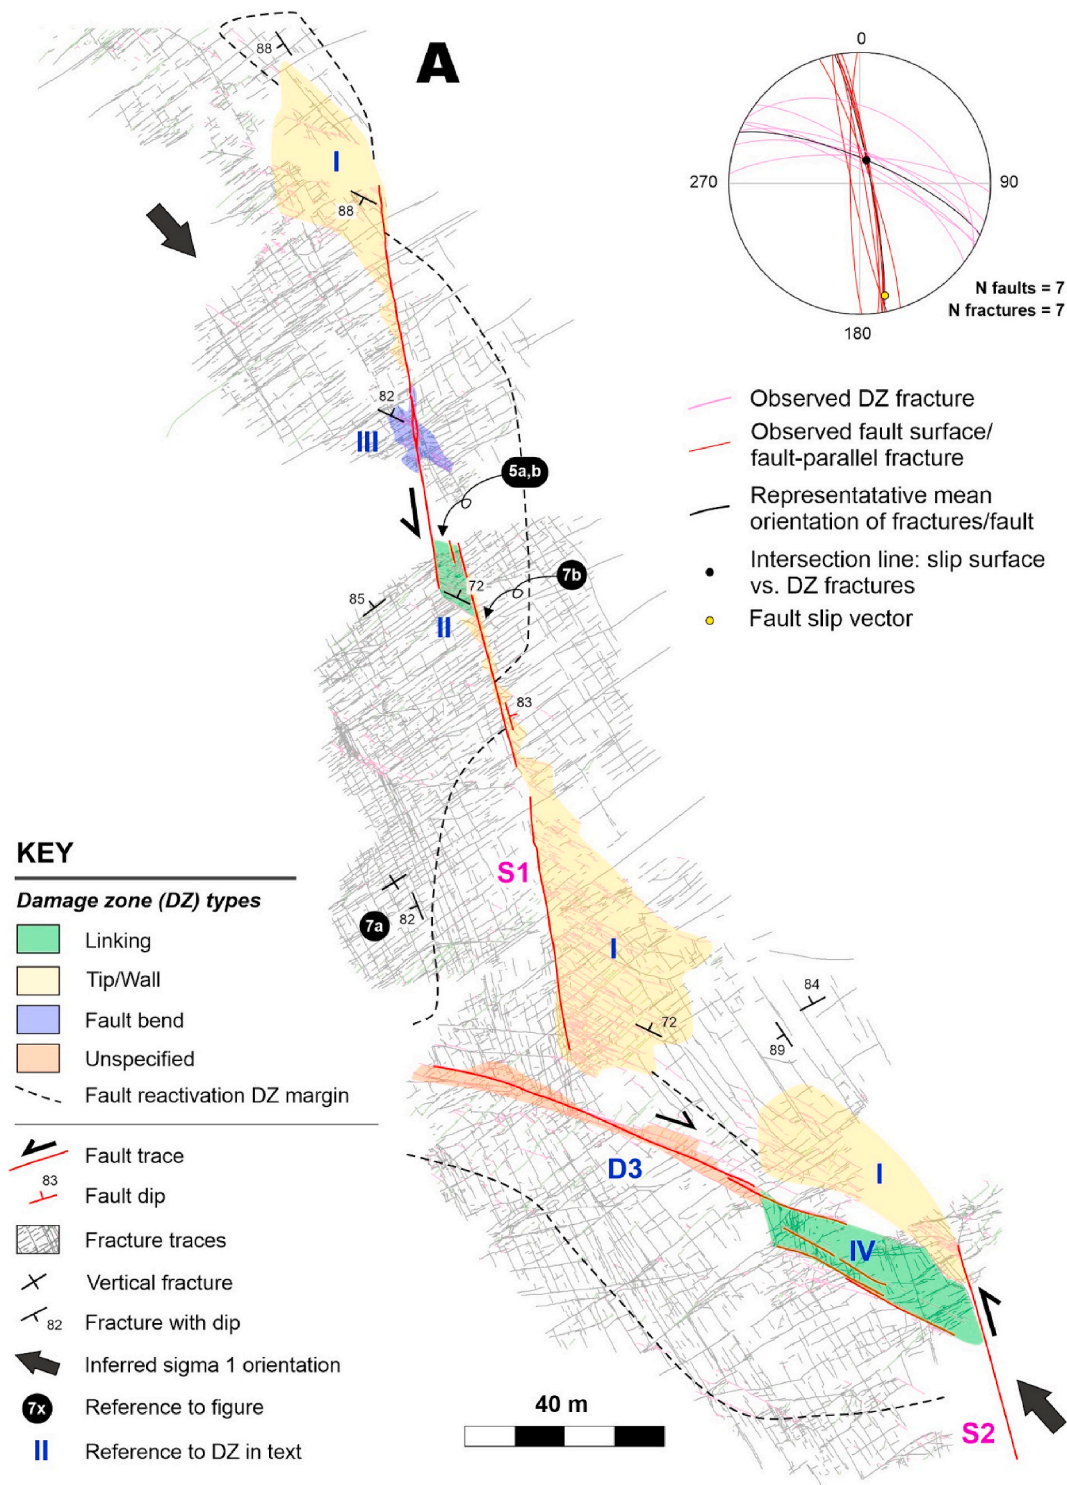 A
0
88
I
270
90
88
N faults = 7
N fractures = 7
180
82
Observed DZ fracture
III
Observed fault surface/
fault-parallel fracture
5a,b
Representatative mean
orientation of fractures/fault
Intersection line: slip surface
vs. DZ fractures
7b
72
85
Fault slip vector
II
83
KEY
S1
Damage zone (DZ) types
7a
82
Linking
I
Tip/Wall
84
Fault bend
72
89
Unspecified
Fault reactivation DZ margin
Fault trace
D3
I
83
Fault dip
Fracture traces
IV
Vertical fracture
82
Fracture with dip
Inferred sigma 1 orientation
7x
Reference to figure
40 m
S2
II
Reference to DZ in text